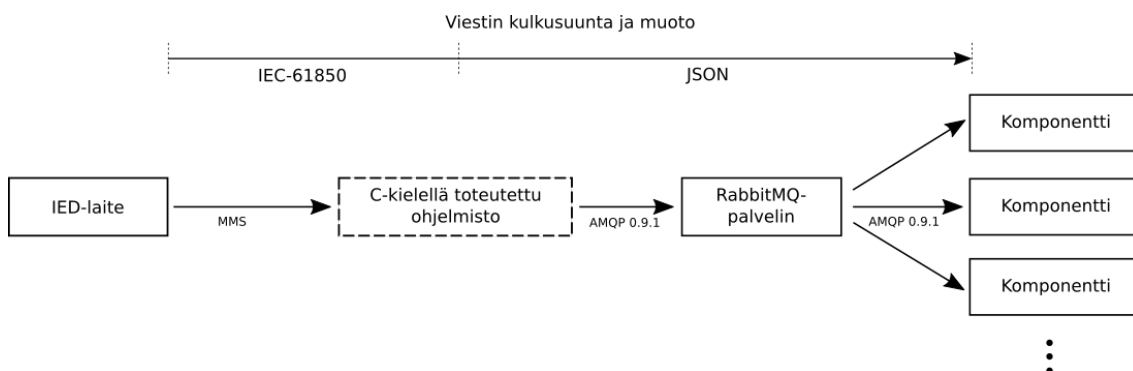 Viestin kulkusuunta ja muoto
IEC-61850
JSON
IED-laite
MMS
C-kielellä toteutettu
ohjelmisto
AMQP 0.9.1
RabbitMQ-
palvelin
AMQP 0.9.1
Komponentti
Komponentti
Komponentti